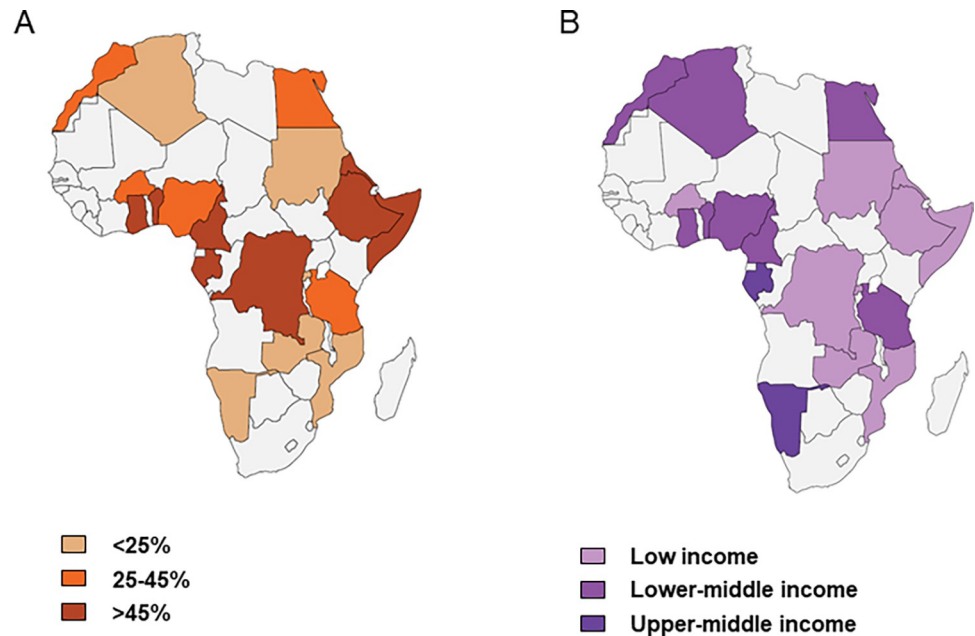 A
B
<25%
25-45%
>45%
Low income
Lower-middle income
Upper-middle income